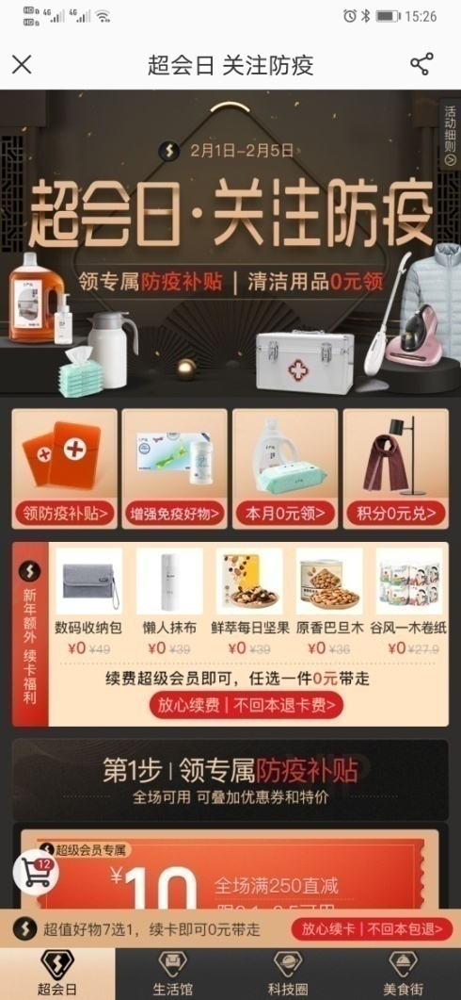 HD 4G 4G HD 15:26
超会日 关注防疫
活动细则
2月1日-2月5日
超会日·关注防疫
领专属防疫补贴 | 清洁用品0元领
领防疫补贴>
增强免疫好物>
本月0元领>
积分0元兑>
新年额外 续卡福利
数码收纳包 懒人抹布 鲜萃每日坚果 原香巴旦木 谷风一木卷纸
¥0 ¥49 ¥0 ¥39 ¥0 ¥39 ¥0 ¥36 ¥0 ¥27.9
续费超级会员即可，任选一件0元带走
放心续费 | 不回本退卡费>
第1步 | 领专属防疫补贴
全场可用 可叠加优惠券和特价
超级会员专属
¥10 全场满250直减
12
超值好物7选1，续卡即可0元带走
放心续卡 | 不回本包退>
超会日 生活馆 科技圈 美食街